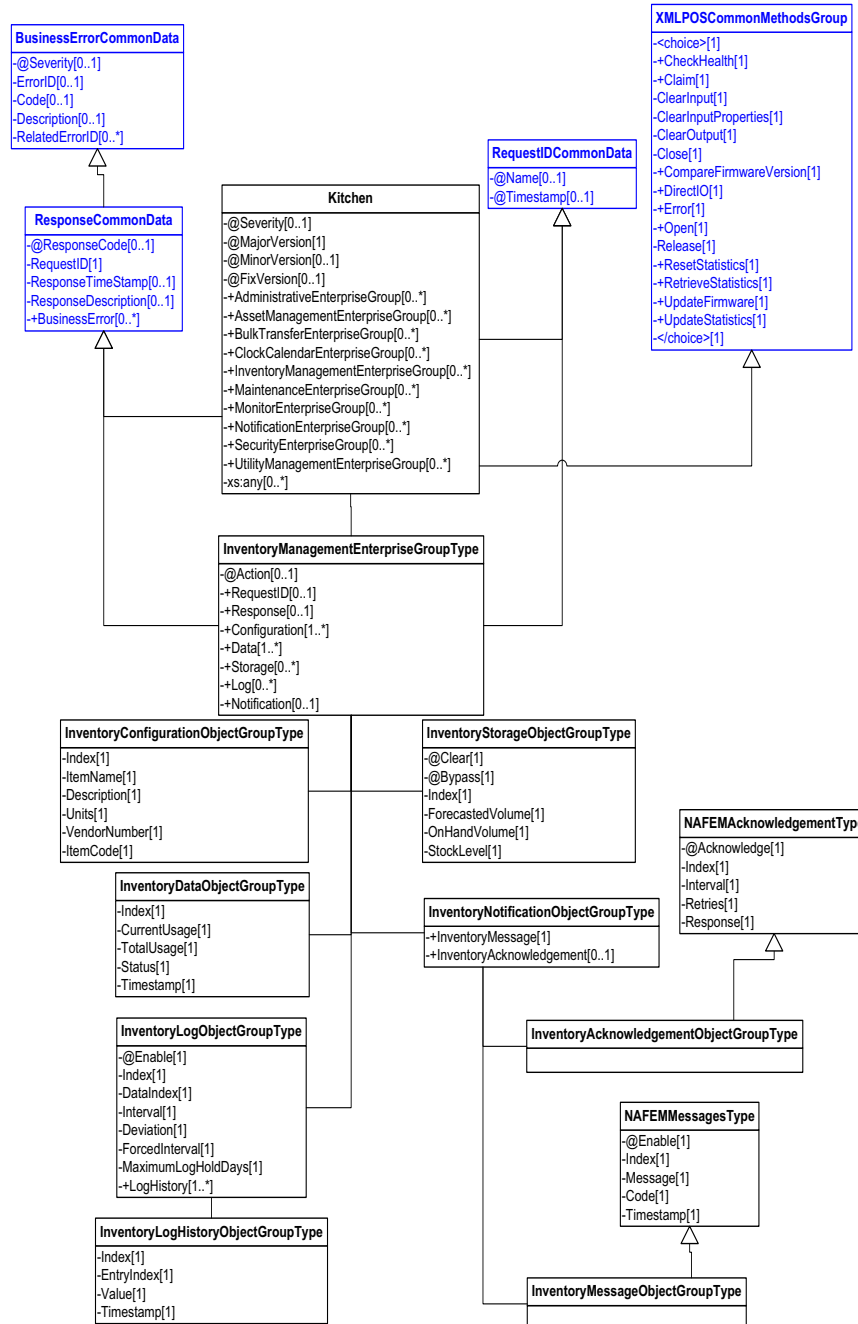 BusinessErrorCommonData
-@Severity[0..1]
-ErrorID[0..1]
-Code[0..1]
-Description[0..1]
-RelatedErrorID[0..*]
XMLPOSCommonMethodsGroup
-<choice>[1]
-+CheckHealth[1]
-+Claim[1]
-ClearInput[1]
-ClearInputProperties[1]
-ClearOutput[1]
-Close[1]
-+CompareFirmwareVersion[1]
-+DirectIO[1]
-+Error[1]
-+Open[1]
-Release[1]
-+ResetStatistics[1]
-+RetrieveStatistics[1]
-+UpdateFirmware[1]
-+UpdateStatistics[1]
-</choice>[1]
RequestIDCommonData
-@Name[0..1]
-@Timestamp[0..1]
ResponseCommonData
-@ResponseCode[0..1]
-RequestID[1]
-ResponseTimeStamp[0..1]
-ResponseDescription[0..1]
-+BusinessError[0..*]
Kitchen
-@Severity[0..1]
-@MajorVersion[1]
-@MinorVersion[0..1]
-@FixVersion[0..1]
-+AdministrativeEnterpriseGroup[0..*]
-+AssetManagementEnterpriseGroup[0..*]
-+BulkTransferEnterpriseGroup[0..*]
-+ClockCalendarEnterpriseGroup[0..*]
-+InventoryManagementEnterpriseGroup[0..*]
-+MaintenanceEnterpriseGroup[0..*]
-+MonitorEnterpriseGroup[0..*]
-+NotificationEnterpriseGroup[0..*]
-+SecurityEnterpriseGroup[0..*]
-+UtilityManagementEnterpriseGroup[0..*]
-xs:any[0..*]
InventoryManagementEnterpriseGroupType
-@Action[0..1]
-+RequestID[0..1]
-+Response[0..1]
-+Configuration[1..*]
-+Data[1..*]
-+Storage[0..*]
-+Log[0..*]
-+Notification[0..1]
InventoryConfigurationObjectGroupType
-Index[1]
-ItemName[1]
-Description[1]
-Units[1]
-VendorNumber[1]
-ItemCode[1]
InventoryStorageObjectGroupType
-@Clear[1]
-@Bypass[1]
-Index[1]
-ForecastedVolume[1]
-OnHandVolume[1]
-StockLevel[1]
NAFEMAcknowledgementType
-@Acknowledge[1]
-Index[1]
-Interval[1]
-Retries[1]
-Response[1]
InventoryDataObjectGroupType
-Index[1]
-CurrentUsage[1]
-TotalUsage[1]
-Status[1]
-Timestamp[1]
InventoryNotificationObjectGroupType
-+InventoryMessage[1]
-+InventoryAcknowledgement[0..1]
InventoryAcknowledgementObjectGroupType
InventoryLogObjectGroupType
-@Enable[1]
-Index[1]
-DataIndex[1]
-Interval[1]
-Deviation[1]
-ForcedInterval[1]
-MaximumLogHoldDays[1]
-+LogHistory[1..*]
NAFEMMessagesType
-@Enable[1]
-Index[1]
-Message[1]
-Code[1]
-Timestamp[1]
InventoryLogHistoryObjectGroupType
-Index[1]
-EntryIndex[1]
-Value[1]
-Timestamp[1]
InventoryMessageObjectGroupType